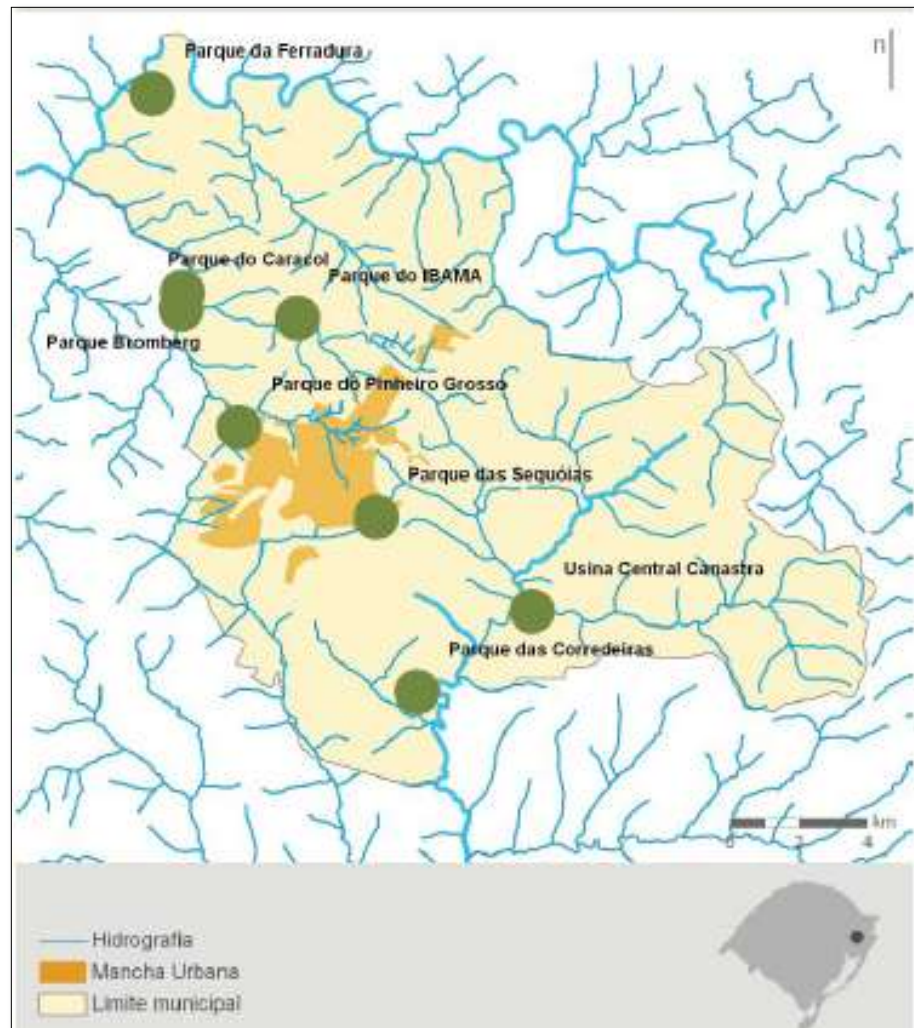 Parque da Ferradura
n
Parque do Caracol
Parque do IBAMA
Parque Bromberg
Parque do Pinheiro Grosso
Parque das Sequóias
Usina Central Canastra
Parque das Corredeiras
km
0 2 4
Hidrografia
Mancha Urbana
Limite municipal